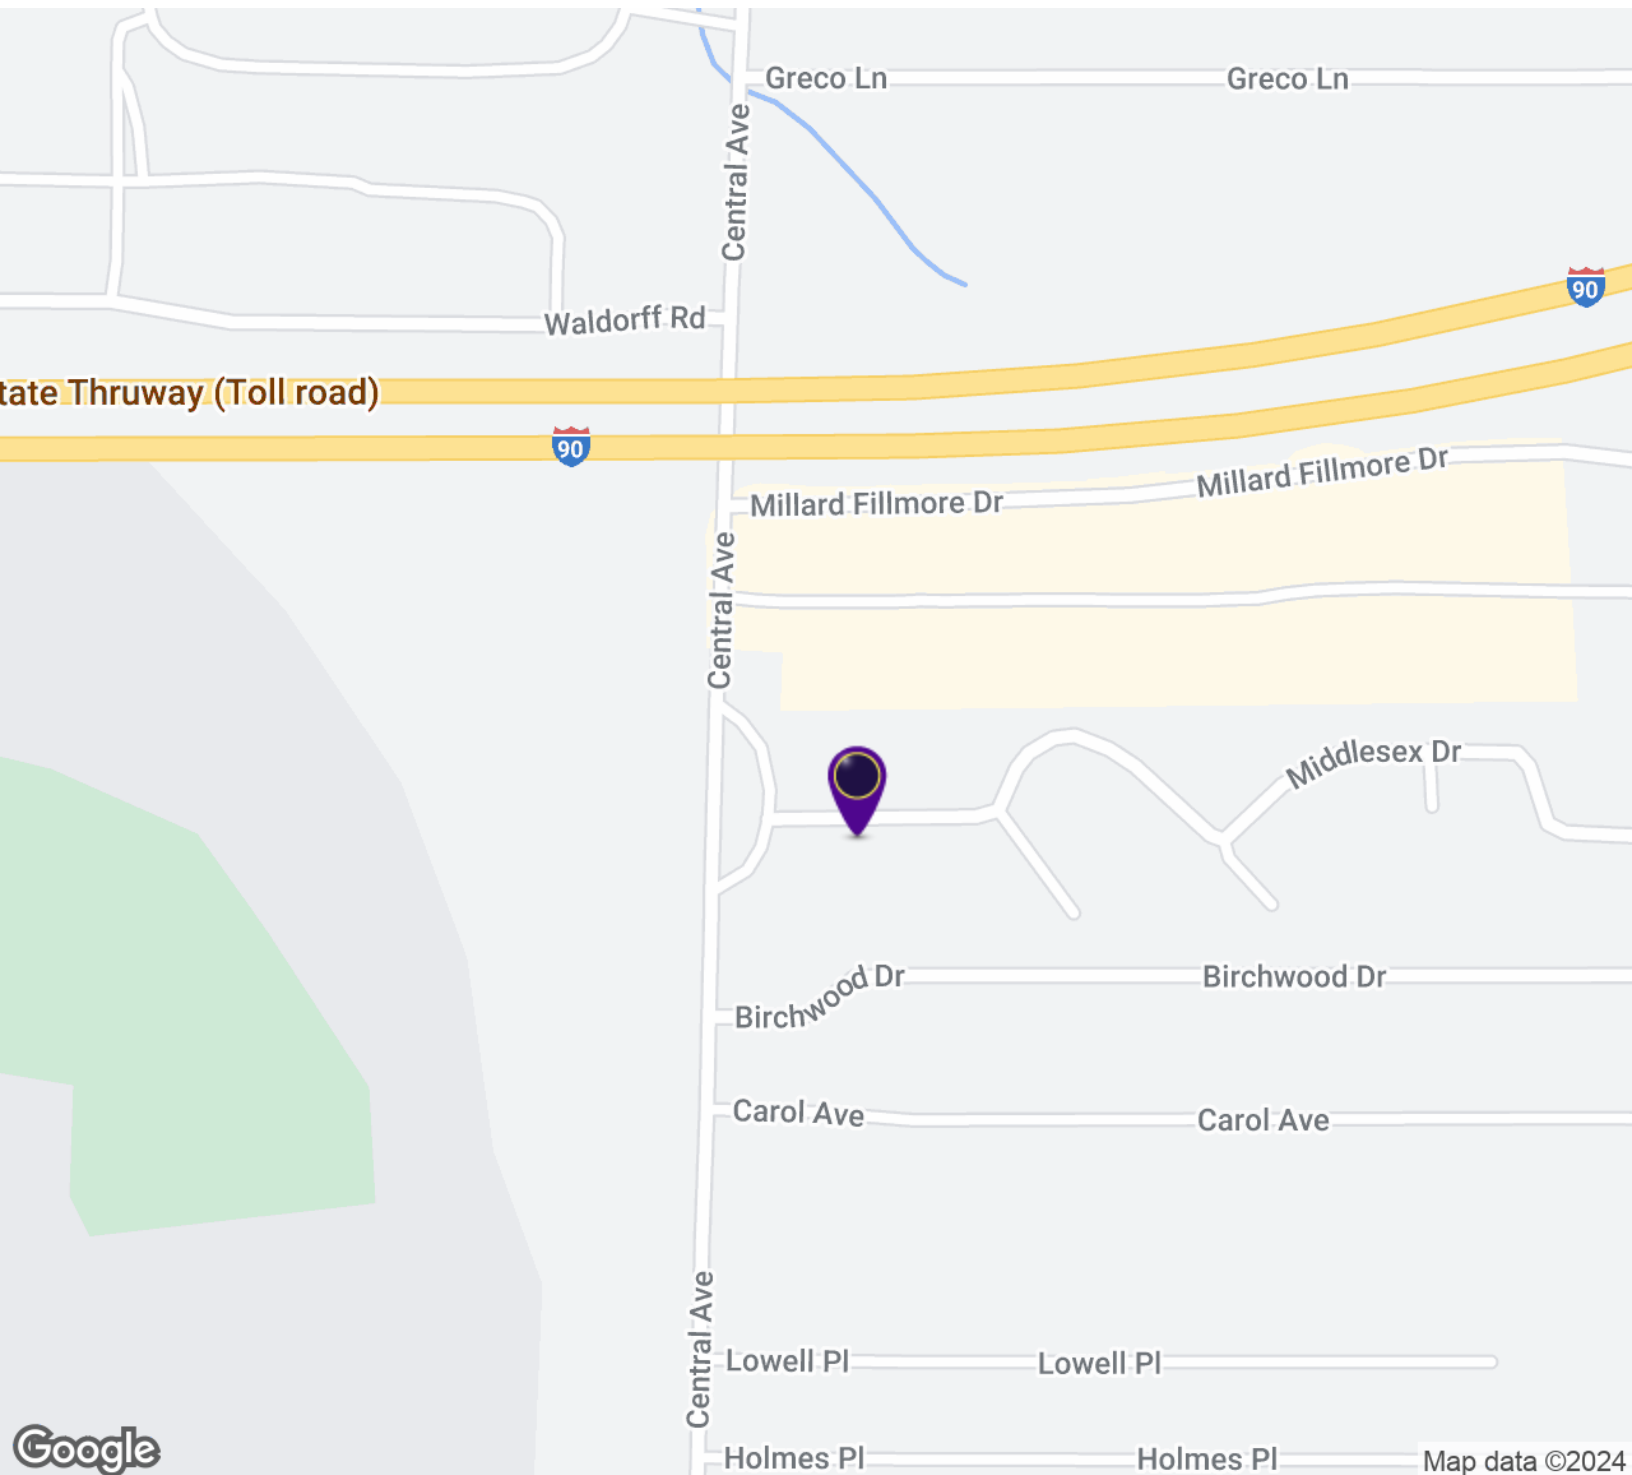 Greco Ln
Greco Ln
Central Ave
90
Waldorff Rd
tate Thruway (Toll road)
90
Millard Fillmore Dr
Millard Fillmore Dr
Central Ave
Middlesex Dr
Birchwood Dr
Birchwood Dr
Carol Ave
Carol Ave
Central Ave
Lowell Pl
Lowell Pl
Google
Holmes Pl
Holmes Pl
Map data ©2024